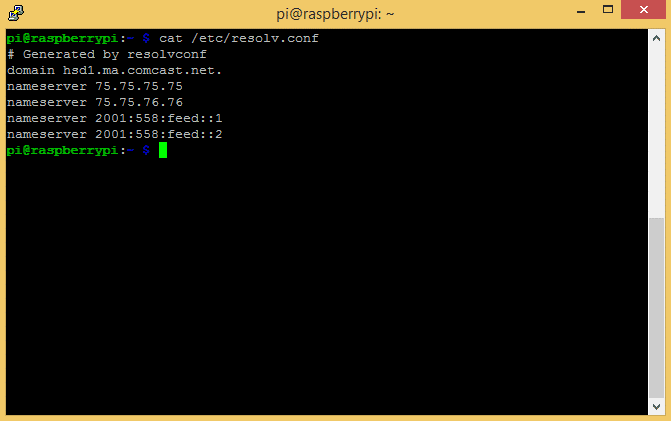 pi@raspberrypi: ~
pi@raspberrypi:~ $ cat /etc/resolv.conf
# Generated by resolvconf
domain hsd1.ma.comcast.net.
nameserver 75.75.75.75
nameserver 75.75.76.76
nameserver 2001:558:feed::1
nameserver 2001:558:feed::2
pi@raspberrypi:~ $